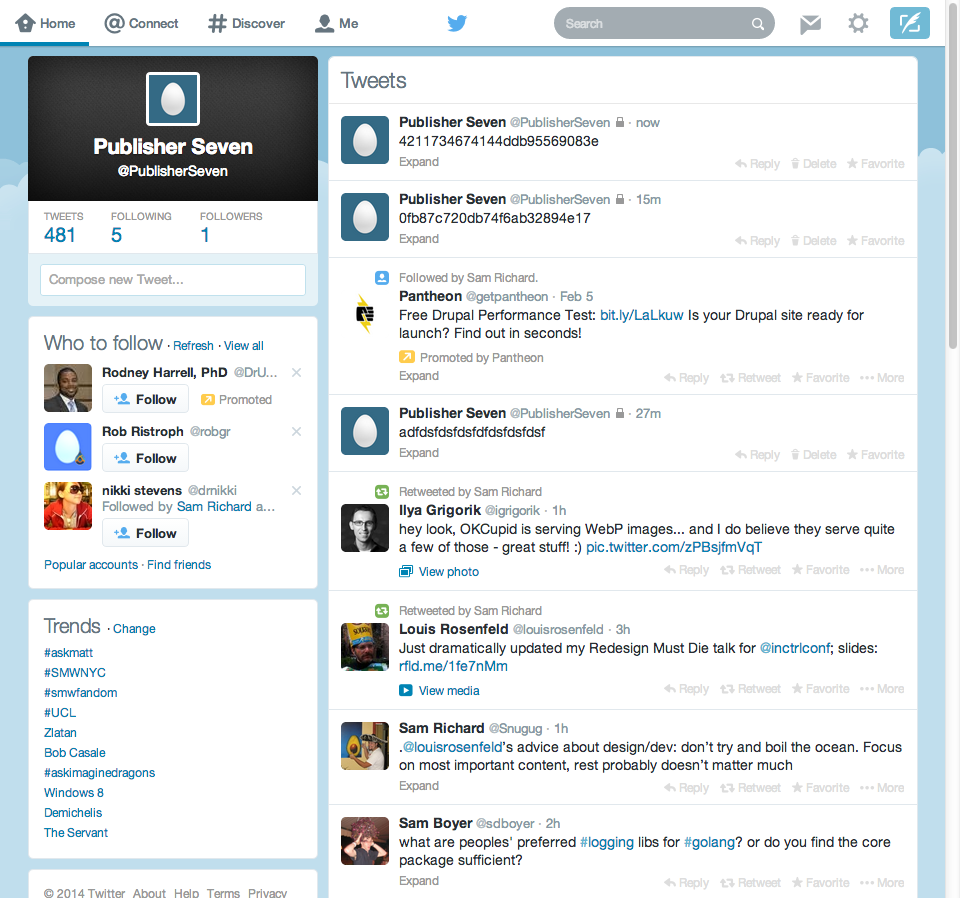 Home Connect Discover Me Search
Publisher Seven
@PublisherSeven
TWEETS FOLLOWING FOLLOWERS
481 5 1
Compose new Tweet...
Who to follow · Refresh · View all
Rodney Harrell, PhD @DrU...
Follow Promoted
Rob Ristroph @robgr
Follow
nikki stevens @drnikki
Followed by Sam Richard a...
Follow
Popular accounts · Find friends
Trends · Change
#askmatt
#SMWNYC
#smwfandom
#UCL
Zlatan
Bob Casale
#askimaginedragons
Windows 8
Demichelis
The Servant
© 2014 Twitter About Help Terms Privacy
Tweets
Publisher Seven @PublisherSeven · now
4211734674144ddb95569083e
Expand
Reply Delete Favorite
Publisher Seven @PublisherSeven · 15m
0fb87c720db74f6ab32894e17
Expand
Reply Delete Favorite
Followed by Sam Richard.
Pantheon @getpantheon · Feb 5
Free Drupal Performance Test: bit.ly/LaLkuw Is your Drupal site ready for
launch? Find out in seconds!
Promoted by Pantheon
Expand
Reply Retweet Favorite More
Publisher Seven @PublisherSeven · 27m
adfdsfdsfdsfdfdsfdsfdsf
Expand
Reply Delete Favorite
Retweeted by Sam Richard
Ilya Grigorik @igrigorik · 1h
hey look, OKCupid is serving WebP images... and I do believe they serve quite
a few of those - great stuff! :) pic.twitter.com/zPBsjfmVqT
View photo
Reply Retweet Favorite More
Retweeted by Sam Richard
Louis Rosenfeld @louisrosenfeld · 3h
Just dramatically updated my Redesign Must Die talk for @inctrlconf; slides:
rfld.me/1fe7nMm
View media
Reply Retweet Favorite More
Sam Richard @Snugug · 1h
.@louisrosenfeld's advice about design/dev: don't try and boil the ocean. Focus
on most important content, rest probably doesn't matter much
Expand
Reply Retweet Favorite More
Sam Boyer @sdboyer · 2h
what are peoples' preferred #logging libs for #golang? or do you find the core
package sufficient?
Expand
Reply Retweet Favorite More